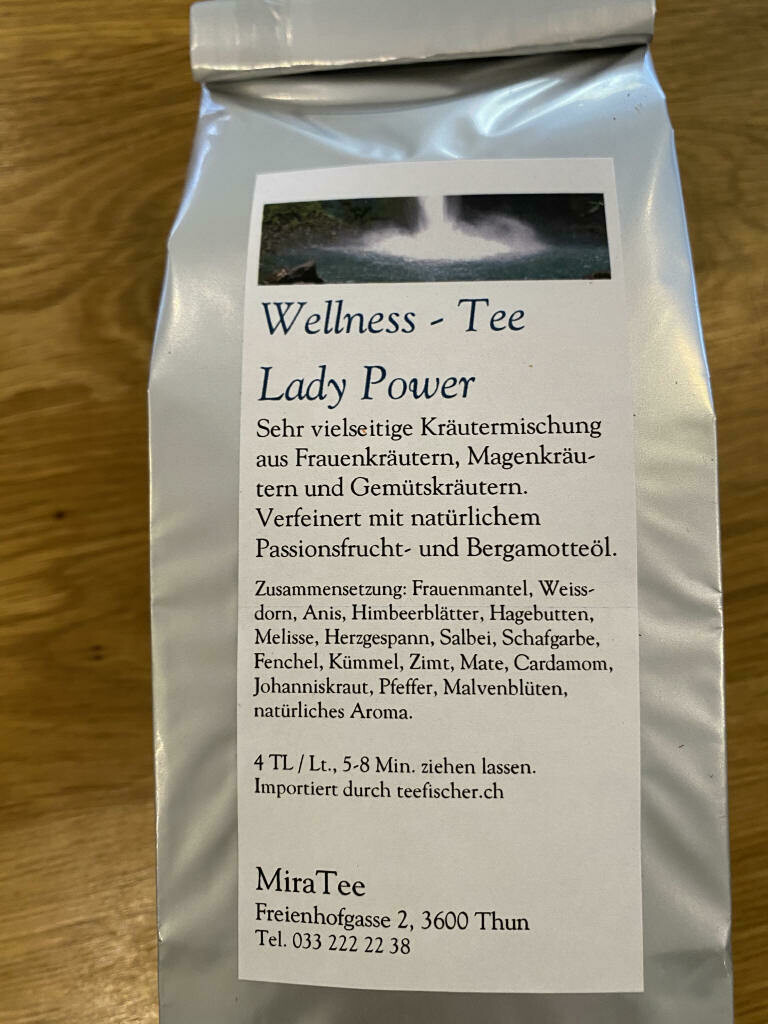 Wellness - Tee
Lady Power
Sehr vielseitige Kräutermischung
aus Frauenkräutern, Magenkräu-
tern und Gemütskräutern.
Verfeinert mit natürlichem
Passionsfrucht- und Bergamotteöl.
Zusammensetzung: Frauenmantel, Weiss-
dorn, Anis, Himbeerblätter, Hagebutten,
Melisse, Herzgespann, Salbei, Schafgarbe,
Fenchel, Kümmel, Zimt, Mate, Cardamom,
Johanniskraut, Pfeffer, Malvenblüten,
natürliches Aroma.
4 TL / Lt., 5-8 Min. ziehen lassen.
Importiert durch teefischer.ch
MiraTee
Freienhofgasse 2, 3600 Thun
Tel. 033 222 22 38